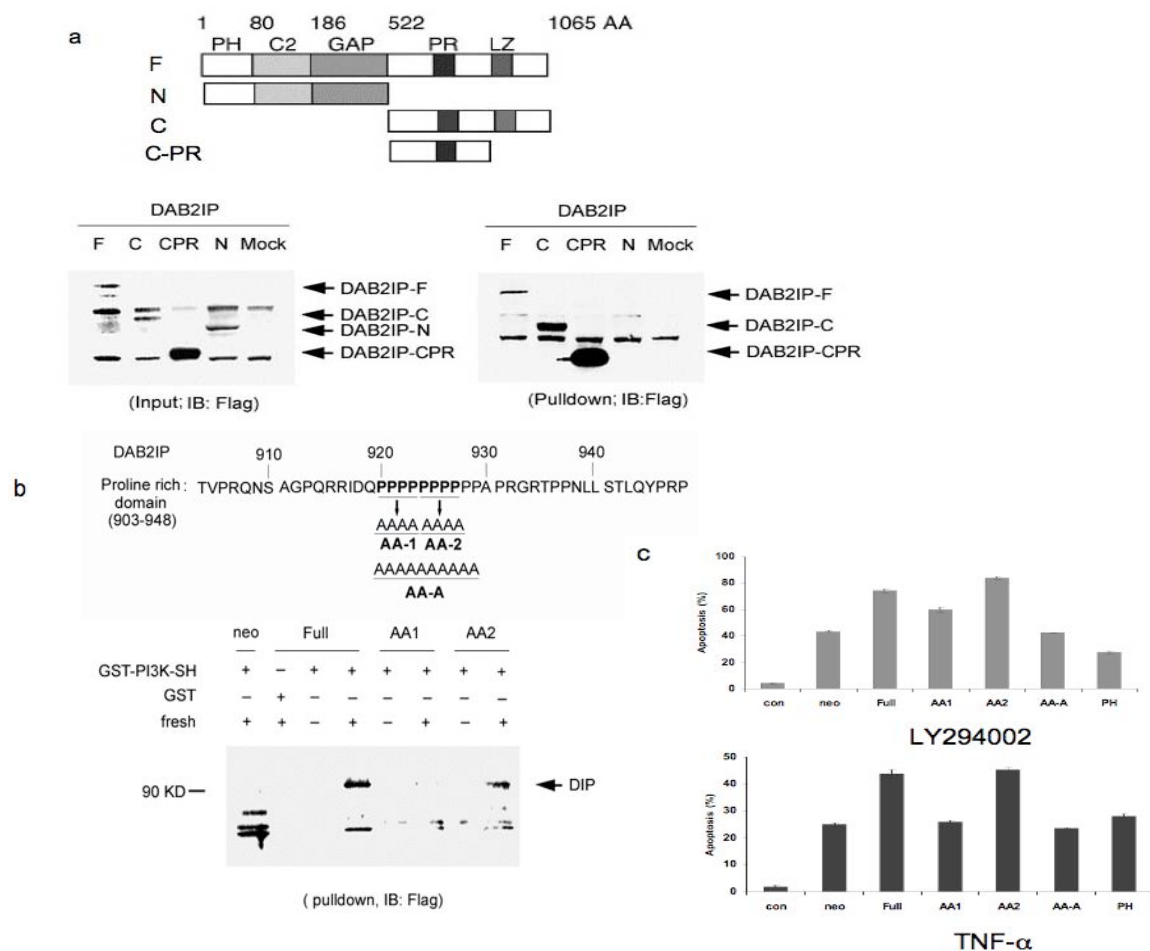 a
1 80 186 522 1065 AA
PH C2 GAP PR LZ
F
N
C
C-PR
DAB2IP
F C CPR N Mock
DAB2IP-F
DAB2IP-C
DAB2IP-N
DAB2IP-CPR
(Input; IB: Flag)
DAB2IP
F C CPR N Mock
DAB2IP-F
DAB2IP-C
DAB2IP-CPR
(Pulldown; IB:Flag)
b
DAB2IP 910 920 930 940
Proline rich :
domain
(903-948)
TVPRQNS AGPQRRIDQPPPPPPPPPPA PRGRTPPNLL STLQYPRP
AAAA AAAA
AA-1 AA-2
AAAAAAAAAA
AA-A
neo Full AA1 AA2
GST-PI3K-SH + – + + + + + +
GST – + – – – – – –
fresh + + – + – + – +
90 KD
DIP
( pulldown, IB: Flag)
c
Apoptosis (%)
100
80
60
40
20
0
con neo Full AA1 AA2 AA-A PH
LY294002
Apoptosis (%)
50
40
30
20
10
0
con neo Full AA1 AA2 AA-A PH
TNF-α